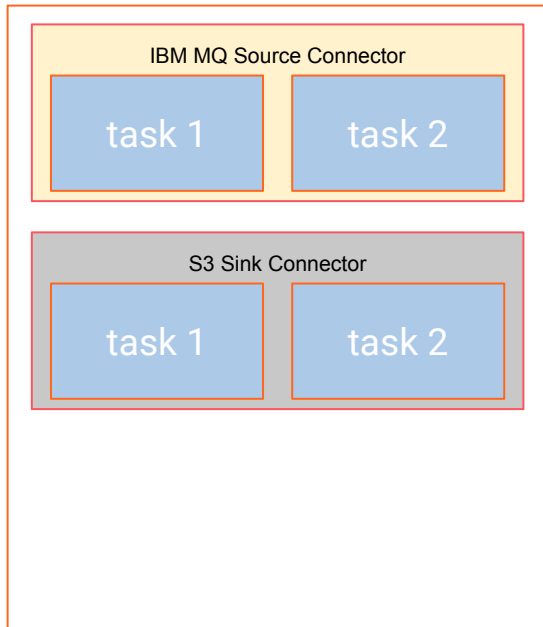 IBM MQ Source Connector
task 1
task 2
S3 Sink Connector
task 1
task 2